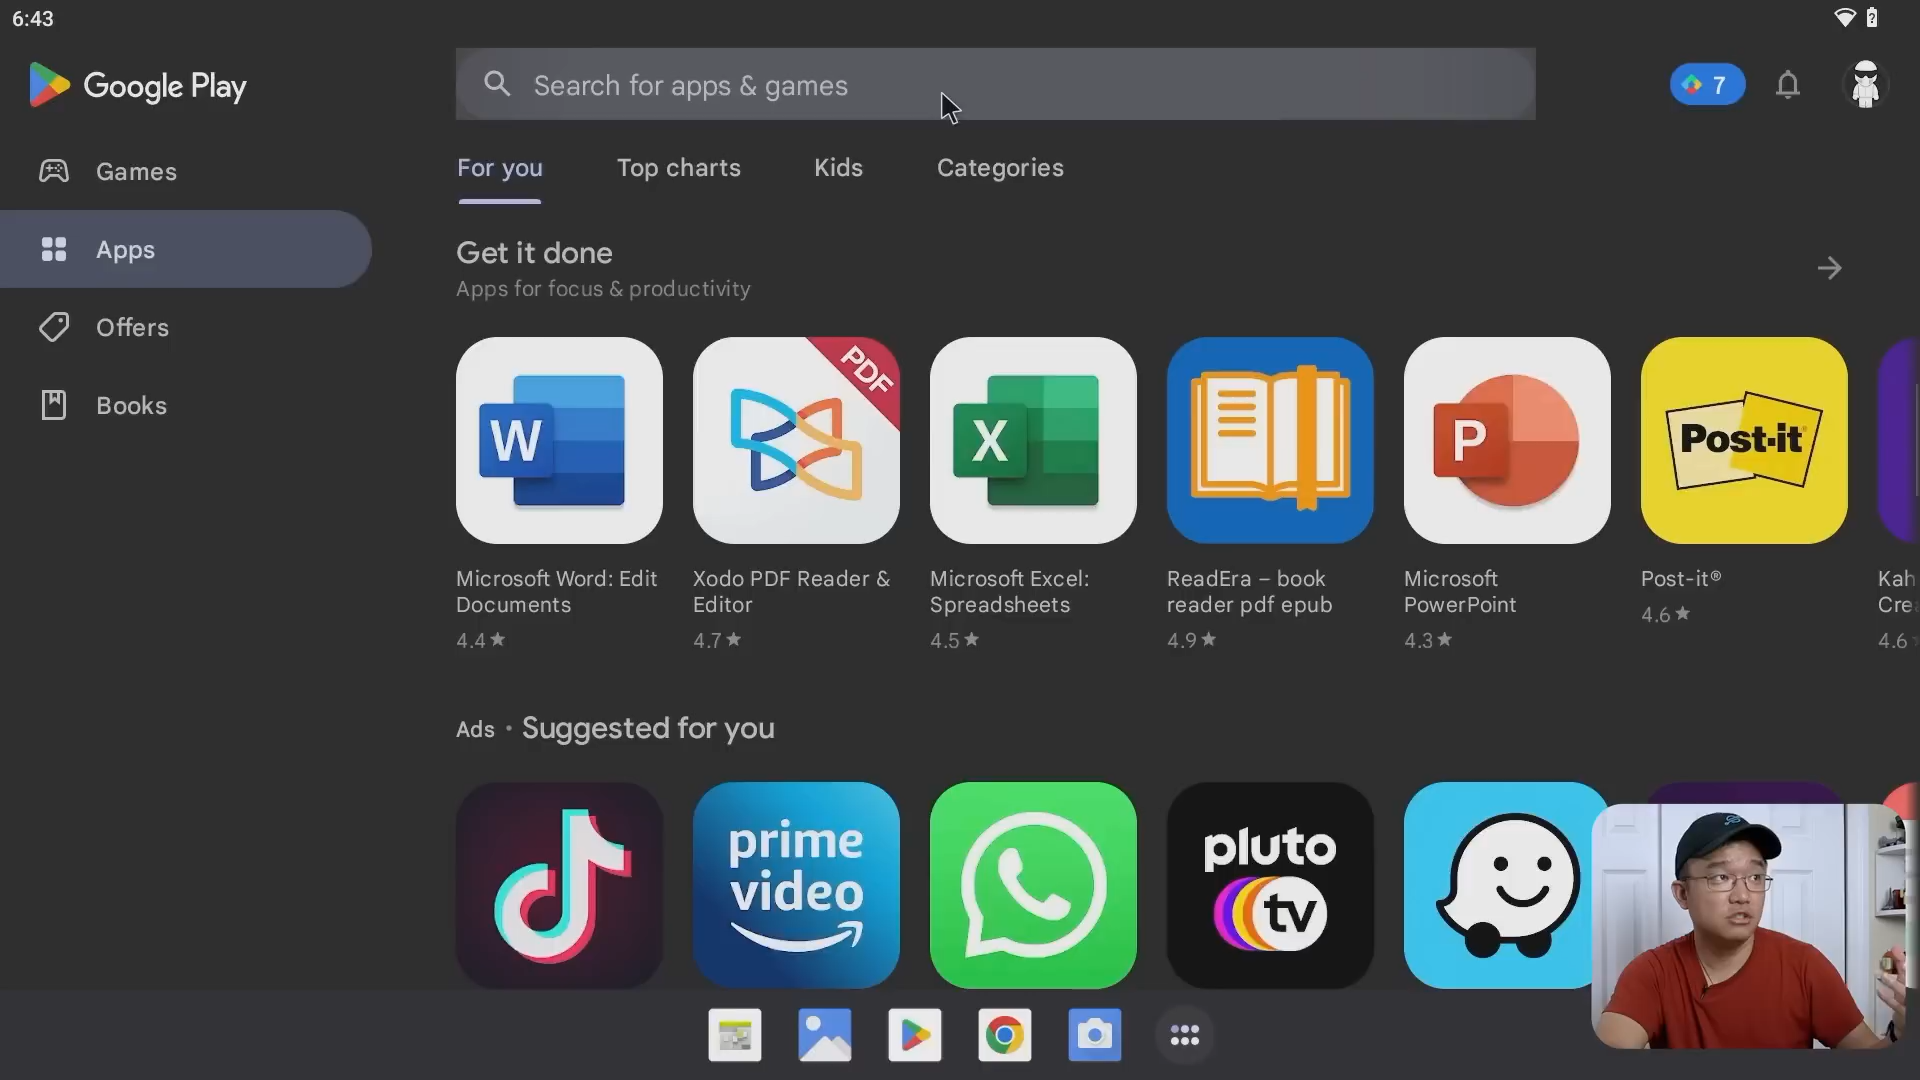 6:43
Google Play
Search for apps & games
7
Games
Apps
Offers
Books
For you
Top charts
Kids
Categories
Get it done
Apps for focus & productivity
W
PDF
X
P
Post-it
Microsoft Word: Edit
Documents
4.4
Xodo PDF Reader &
Editor
4.7
Microsoft Excel:
Spreadsheets
4.5
ReadEra – book
reader pdf epub
4.9
Microsoft
PowerPoint
4.3
Post-it®
4.6
Kah
Cre
4.6
Ads • Suggested for you
prime
video
pluto
tv